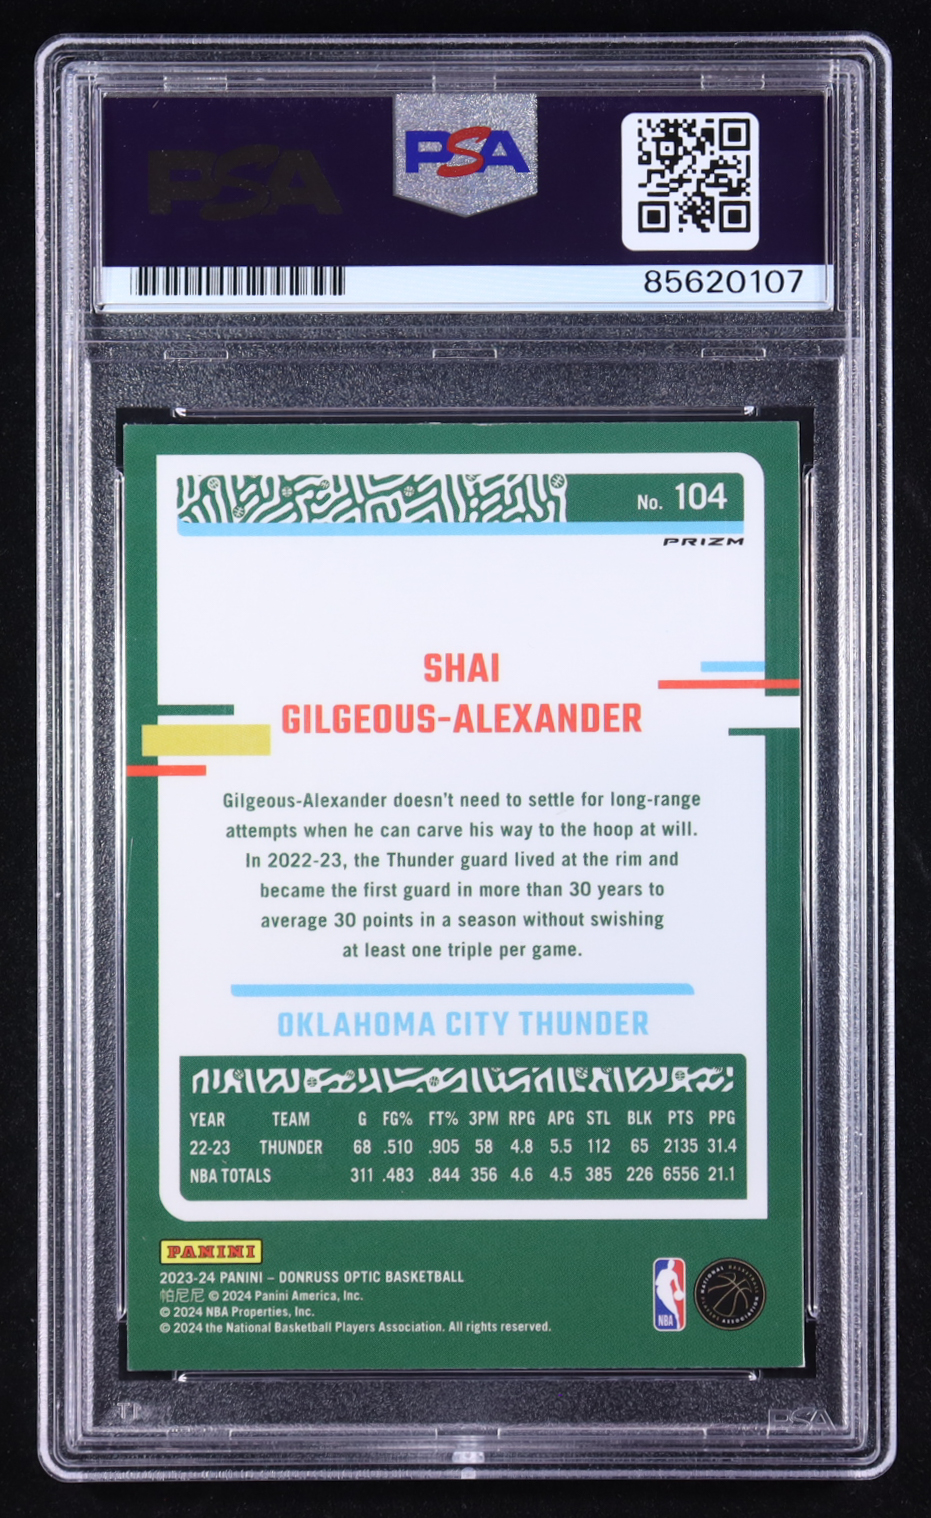 PSA
PSA
85620107
No. 104
PRIZM
SHAI
GILGEOUS-ALEXANDER
Gilgeous-Alexander doesn't need to settle for long-range
attempts when he can carve his way to the hoop at will.
In 2022-23, the Thunder guard lived at the rim and
became the first guard in more than 30 years to
average 30 points in a season without swishing
at least one triple per game.
OKLAHOMA CITY THUNDER
YEAR TEAM G FG% FT% 3PM RPG APG STL BLK PTS PPG
22-23 THUNDER 68 .510 .905 58 4.8 5.5 112 65 2135 31.4
NBA TOTALS 311 .483 .844 356 4.6 4.5 385 226 6556 21.1
PANINI
2023-24 PANINI – DONRUSS OPTIC BASKETBALL
帕尼尼 © 2024 Panini America, Inc.
© 2024 NBA Properties, Inc.
© 2024 the National Basketball Players Association. All rights reserved.
NBA
NATIONAL BASKETBALL PLAYERS ASSOCIATION
PSA